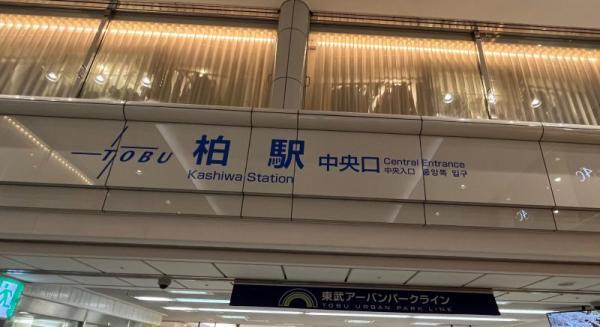 TOBU 柏駅 中央口 Central Entrance
Kashiwa Station 中央入口 중앙쪽 입구
東武アーバンパークライン
TOBU URBAN PARK LINE